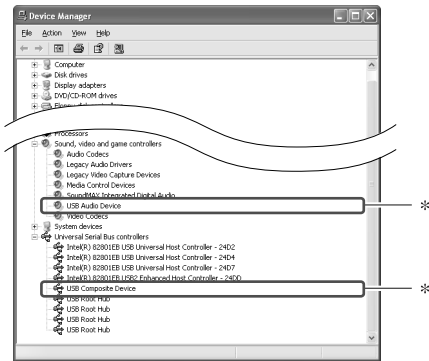 Device Manager
File Action View Help
Computer
Disk drives
Display adapters
DVD/CD-ROM drives
Processors
Sound, video and game controllers
Audio Codecs
Legacy Audio Drivers
Legacy Video Capture Devices
Media Control Devices
SoundMAX Integrated Digital Audio
USB Audio Device
*
Video Codecs
System devices
Universal Serial Bus controllers
Intel(R) 82801EB USB Universal Host Controller - 24D2
Intel(R) 82801EB USB Universal Host Controller - 24D4
Intel(R) 82801EB USB Universal Host Controller - 24D7
Intel(R) 82801EB USB2 Enhanced Host Controller - 24DD
USB Composite Device
*
USB Root Hub
USB Root Hub
USB Root Hub
USB Root Hub